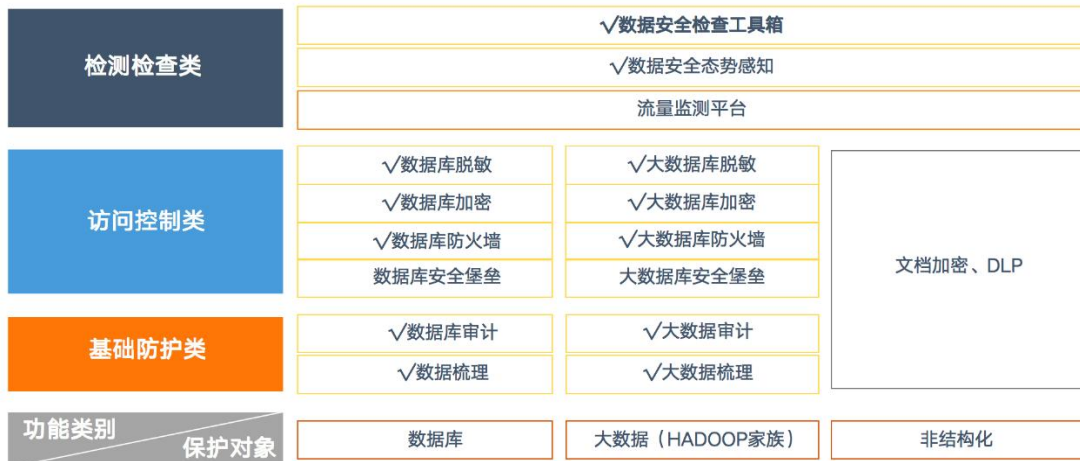 检测检查类
√数据安全检查工具箱
√数据安全态势感知
流量监测平台
访问控制类
√数据库脱敏
√大数据库脱敏
√数据库加密
√大数据库加密
√数据库防火墙
√大数据库防火墙
数据库安全堡垒
大数据库安全堡垒
文档加密、DLP
基础防护类
√数据库审计
√大数据审计
√数据梳理
√大数据梳理
功能类别
保护对象
数据库
大数据（HADOOP家族）
非结构化